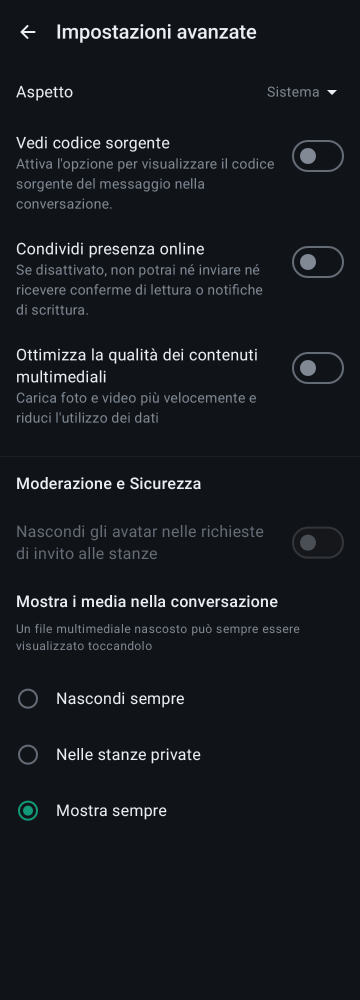 Impostazioni avanzate
Aspetto
Sistema
Vedi codice sorgente
Attiva l'opzione per visualizzare il codice
sorgente del messaggio nella
conversazione.
Condividi presenza online
Se disattivato, non potrai né inviare né
ricevere conferme di lettura o notifiche
di scrittura.
Ottimizza la qualità dei contenuti
multimediali
Carica foto e video più velocemente e
riduci l'utilizzo dei dati
Moderazione e Sicurezza
Nascondi gli avatar nelle richieste
di invito alle stanze
Mostra i media nella conversazione
Un file multimediale nascosto può sempre essere
visualizzato toccandolo
Nascondi sempre
Nelle stanze private
Mostra sempre